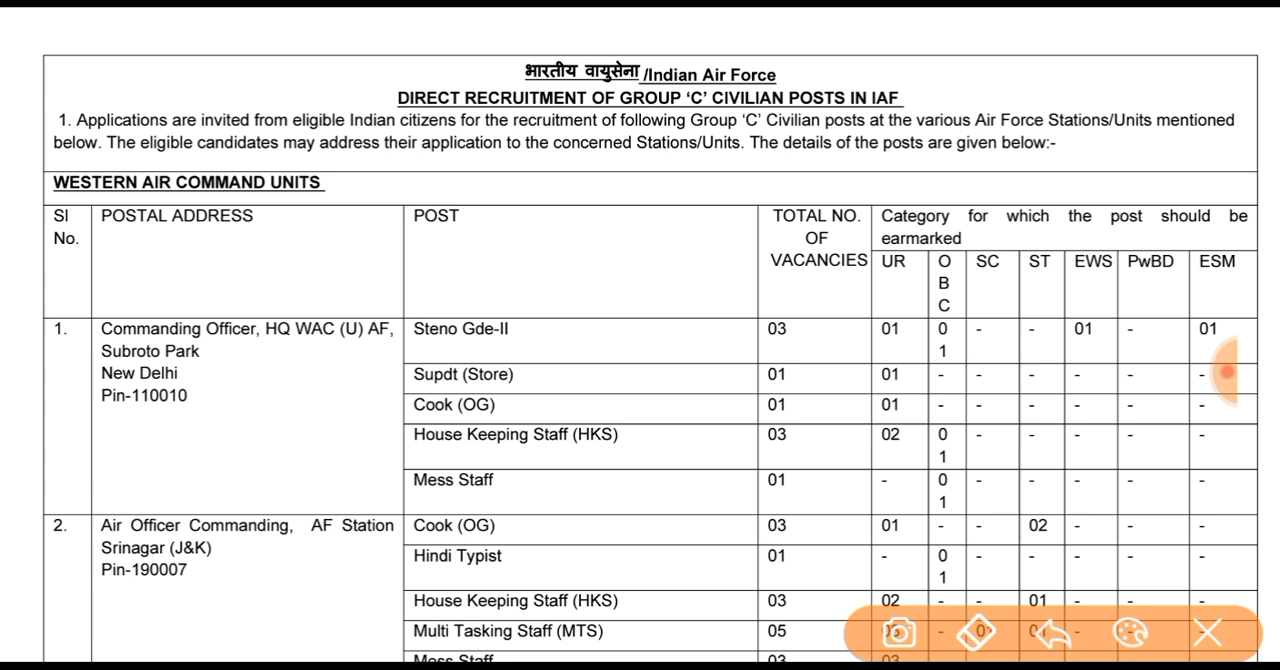 भारतीय वायुसेना /Indian Air Force
DIRECT RECRUITMENT OF GROUP ‘C’ CIVILIAN POSTS IN IAF
1. Applications are invited from eligible Indian citizens for the recruitment of following Group ‘C’ Civilian posts at the various Air Force Stations/Units mentioned
below. The eligible candidates may address their application to the concerned Stations/Units. The details of the posts are given below:-
WESTERN AIR COMMAND UNITS
Sl No. POSTAL ADDRESS POST TOTAL NO. OF VACANCIES Category for which the post should be earmarked
UR OBC SC ST EWS PwBD ESM
1. Commanding Officer, HQ WAC (U) AF, Steno Gde-II 03 01 01 - - 01 - 01
Subroto Park
New Delhi Supdt (Store) 01 01 - - - - - -
Pin-110010
Cook (OG) 01 01 - - - - - -
House Keeping Staff (HKS) 03 02 01 - - - - -
Mess Staff 01 - 01 - - - - -
2. Air Officer Commanding, AF Station Cook (OG) 03 01 - - 02 - - -
Srinagar (J&K)
Hindi Typist 01 - 01 - - - - -
Pin-190007
House Keeping Staff (HKS) 03 02 - - 01 - - -
Multi Tasking Staff (MTS) 05
Mess Staff 03 03